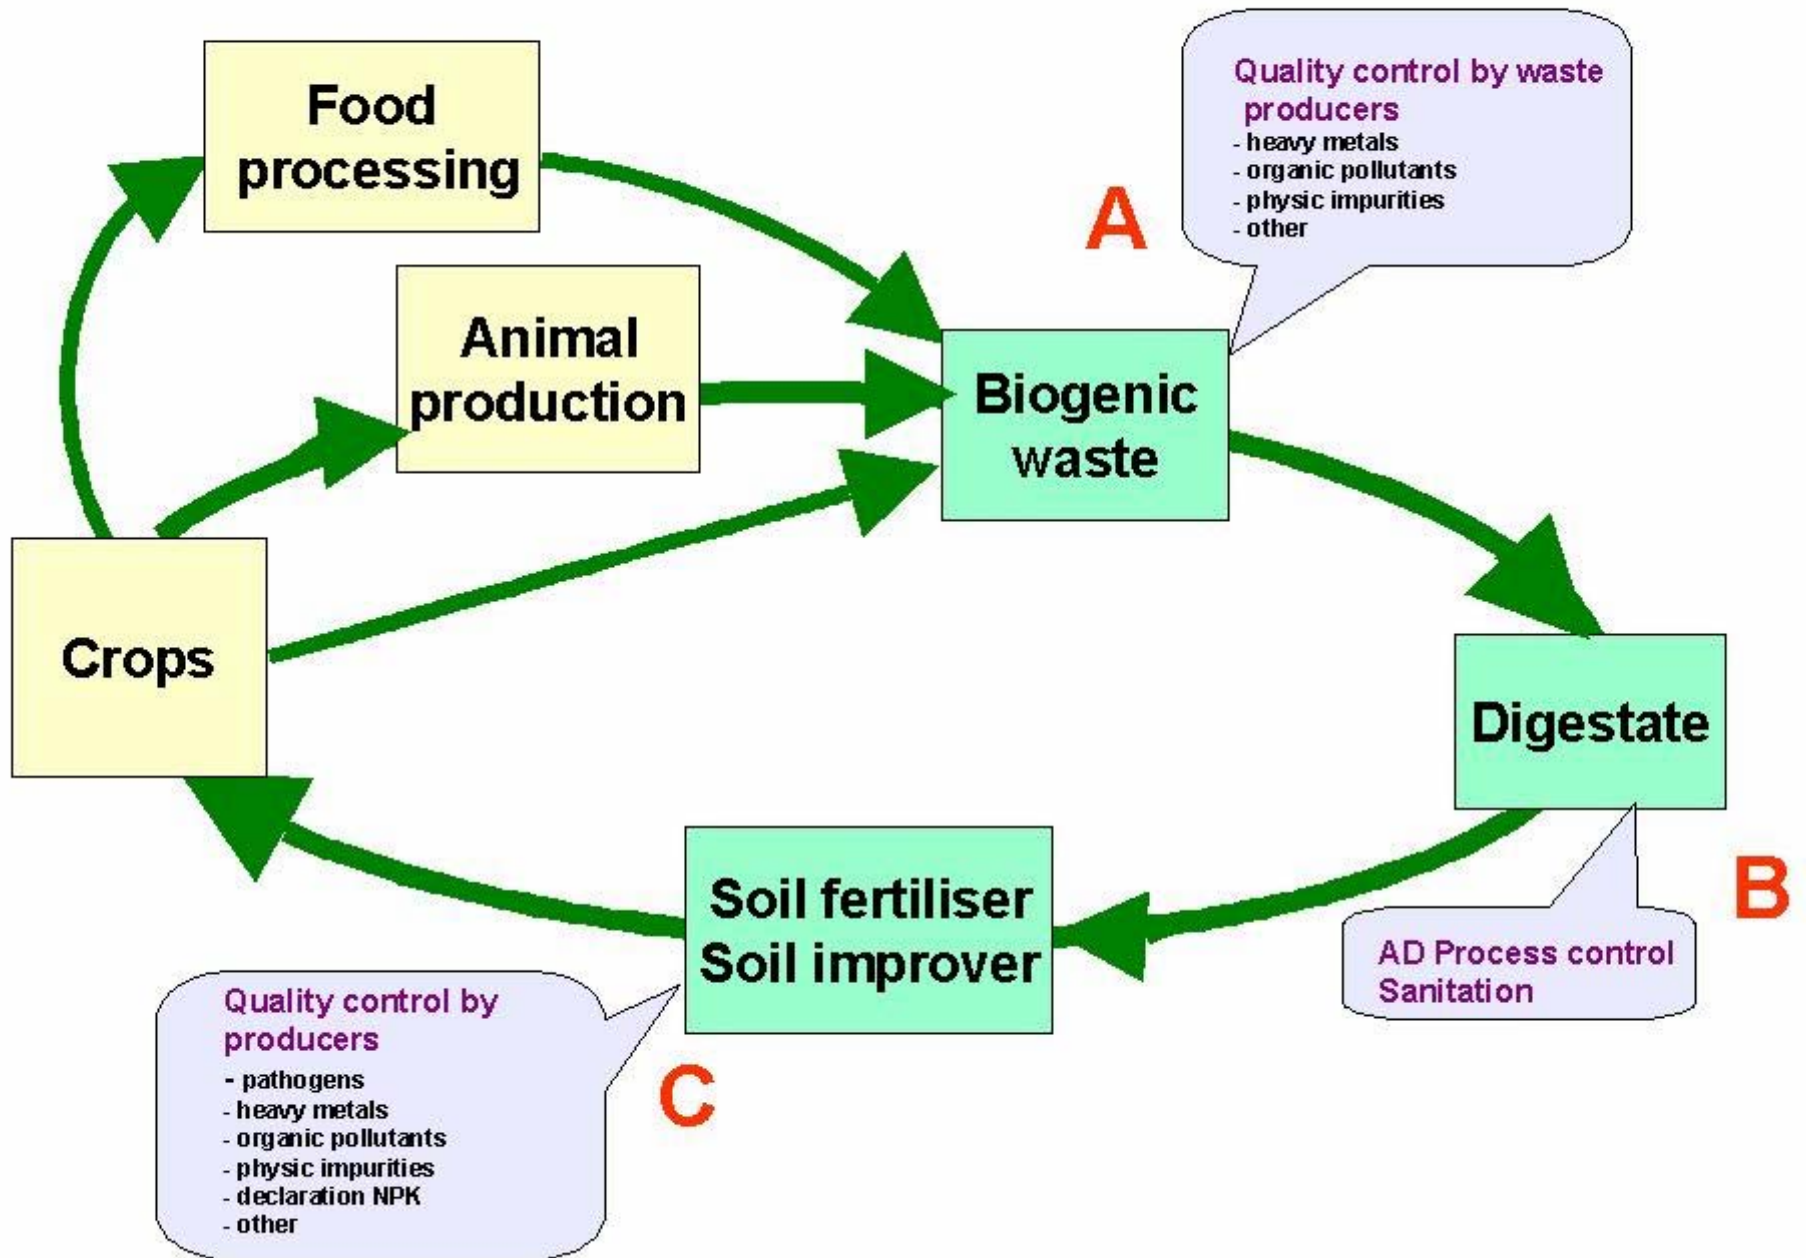 Food
processing
Quality control by waste
producers
- heavy metals
- organic pollutants
- physic impurities
- other
A
Animal
production
Biogenic
waste
Crops
Digestate
B
AD Process control
Sanitation
Soil fertiliser
Soil improver
C
Quality control by
producers
- pathogens
- heavy metals
- organic pollutants
- physic impurities
- declaration NPK
- other